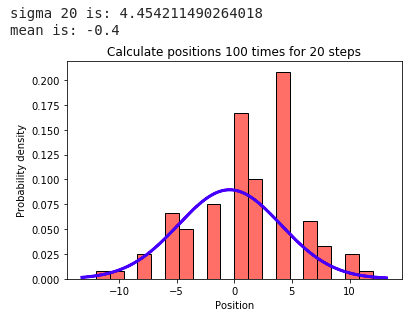 sigma 20 is: 4.454211490264018
mean is: -0.4
Calculate positions 100 times for 20 steps
0.200
0.175
0.150
0.125
0.100
0.075
0.050
0.025
0.000
Probability density
−10
−5
0
5
10
Position